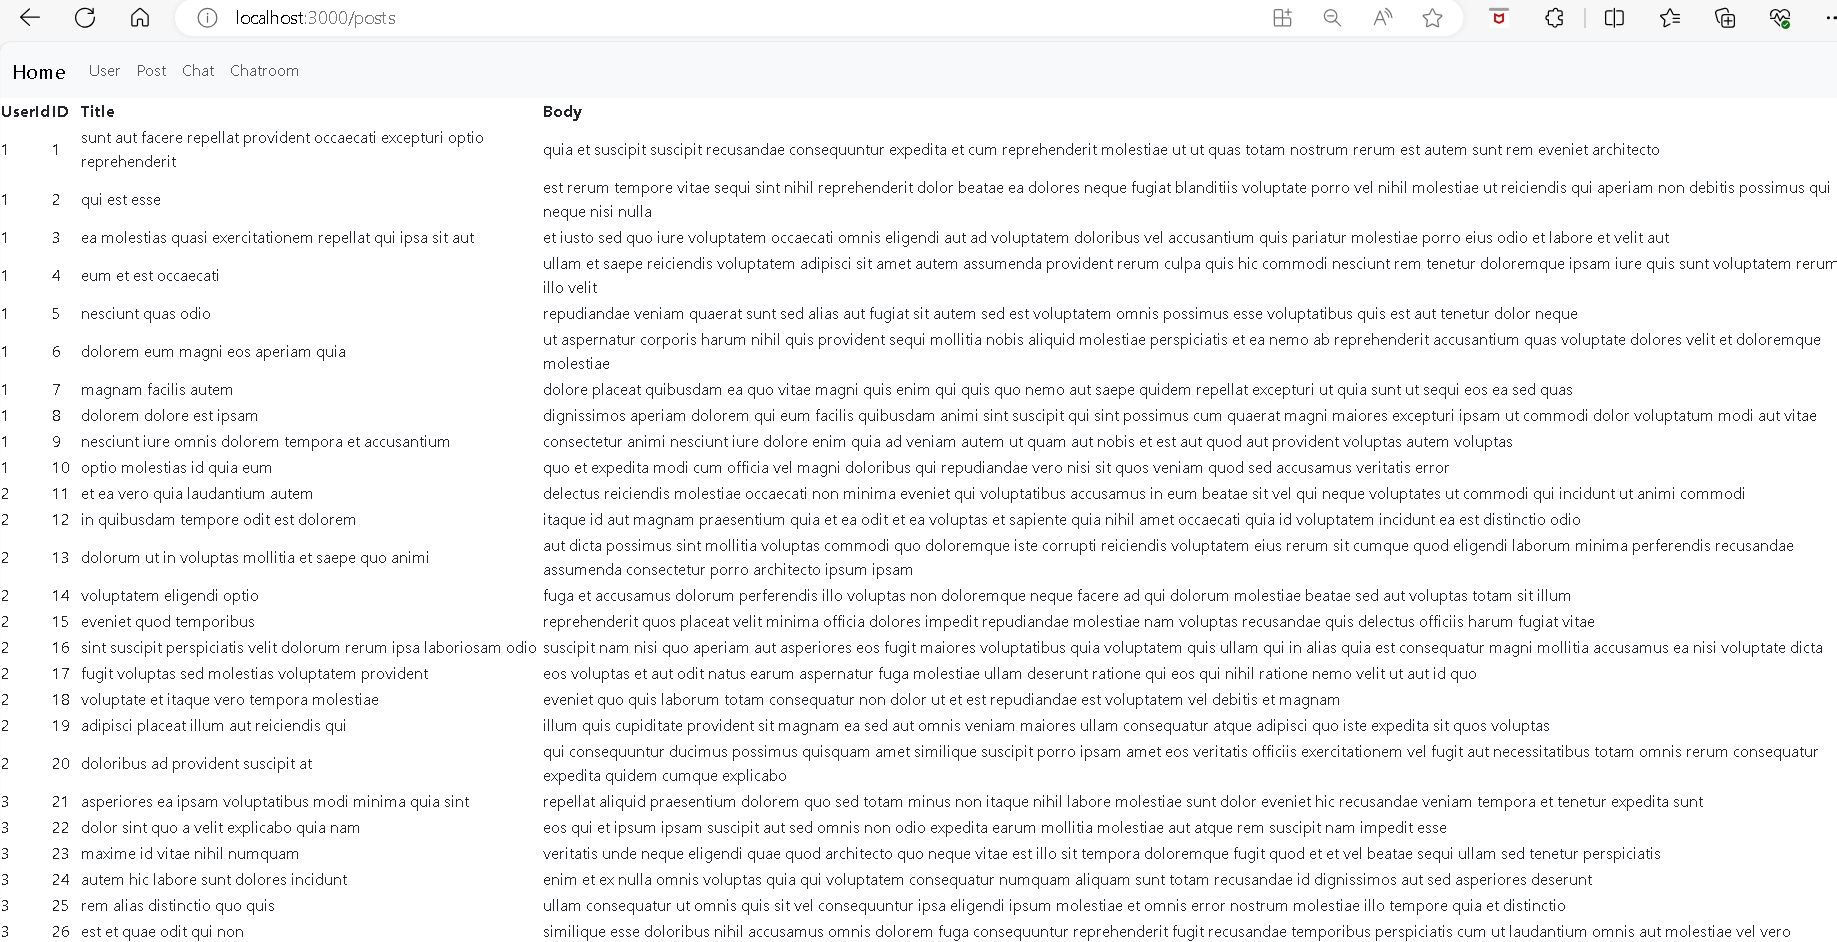 localhost:3000/posts
Home User Post Chat Chatroom
UserId ID Title Body
1 1 sunt aut facere repellat provident occaecati excepturi optio
reprehenderit
quia et suscipit suscipit recusandae consequuntur expedita et cum reprehenderit molestiae ut ut quas totam nostrum rerum est autem sunt rem eveniet architecto
1 2 qui est esse
est rerum tempore vitae sequi sint nihil reprehenderit dolor beatae ea dolores neque fugiat blanditiis voluptate porro vel nihil molestiae ut reiciendis qui aperiam non debitis possimus qui
neque nisi nulla
1 3 ea molestias quasi exercitationem repellat qui ipsa sit aut et iusto sed quo iure voluptatem occaecati omnis eligendi aut ad voluptatem doloribus vel accusantium quis pariatur molestiae porro eius odio et labore et velit aut
1 4 eum et est occaecati
ullam et saepe reiciendis voluptatem adipisci sit amet autem assumenda provident rerum culpa quis hic commodi nesciunt rem tenetur doloremque ipsam iure quis sunt voluptatem rerum
illo velit
1 5 nesciunt quas odio repudiandae veniam quaerat sunt sed alias aut fugiat sit autem sed est voluptatem omnis possimus esse voluptatibus quis est aut tenetur dolor neque
1 6 dolorem eum magni eos aperiam quia
ut aspernatur corporis harum nihil quis provident sequi mollitia nobis aliquid molestiae perspiciatis et ea nemo ab reprehenderit accusantium quas voluptate dolores velit et doloremque
molestiae
1 7 magnam facilis autem dolore placeat quibusdam ea quo vitae magni quis enim qui quis quo nemo aut saepe quidem repellat excepturi ut quia sunt ut sequi eos ea sed quas
1 8 dolorem dolore est ipsam dignissimos aperiam dolorem qui eum facilis quibusdam animi sint suscipit qui sint possimus cum quaerat magni maiores excepturi ipsam ut commodi dolor voluptatum modi aut vitae
1 9 nesciunt iure omnis dolorem tempora et accusantium consectetur animi nesciunt iure dolore enim quia ad veniam autem ut quam aut nobis et est aut quod aut provident voluptas autem voluptas
1 10 optio molestias id quia eum quo et expedita modi cum officia vel magni doloribus qui repudiandae vero nisi sit quos veniam quod sed accusamus veritatis error
2 11 et ea vero quia laudantium autem delectus reiciendis molestiae occaecati non minima eveniet qui voluptatibus accusamus in eum beatae sit vel qui neque voluptates ut commodi qui incidunt ut animi commodi
2 12 in quibusdam tempore odit est dolorem itaque id aut magnam praesentium quia et ea odit et ea voluptas et sapiente quia nihil amet occaecati quia id voluptatem incidunt ea est distinctio odio
2 13 dolorum ut in voluptas mollitia et saepe quo animi
aut dicta possimus sint mollitia voluptas commodi quo doloremque iste corrupti reiciendis voluptatem eius rerum sit cumque quod eligendi laborum minima perferendis recusandae
assumenda consectetur porro architecto ipsum ipsam
2 14 voluptatem eligendi optio fuga et accusamus dolorum perferendis illo voluptas non doloremque neque facere ad qui dolorum molestiae beatae sed aut voluptas totam sit illum
2 15 eveniet quod temporibus reprehenderit quos placeat velit minima officia dolores impedit repudiandae molestiae nam voluptas recusandae quis delectus officiis harum fugiat vitae
2 16 sint suscipit perspiciatis velit dolorum rerum ipsa laboriosam odio suscipit nam nisi quo aperiam aut asperiores eos fugit maiores voluptatibus quia voluptatem quis ullam qui in alias quia est consequatur magni mollitia accusamus ea nisi voluptate dicta
2 17 fugit voluptas sed molestias voluptatem provident eos voluptas et aut odit natus earum aspernatur fuga molestiae ullam deserunt ratione qui eos qui nihil ratione nemo velit ut aut id quo
2 18 voluptate et itaque vero tempora molestiae eveniet quo quis laborum totam consequatur non dolor ut et est repudiandae est voluptatem vel debitis et magnam
2 19 adipisci placeat illum aut reiciendis qui illum quis cupiditate provident sit magnam ea sed aut omnis veniam maiores ullam consequatur atque adipisci quo iste expedita sit quos voluptas
2 20 doloribus ad provident suscipit at
qui consequuntur ducimus possimus quisquam amet similique suscipit porro ipsam amet eos veritatis officiis exercitationem vel fugit aut necessitatibus totam omnis rerum consequatur
expedita quidem cumque explicabo
3 21 asperiores ea ipsam voluptatibus modi minima quia sint repellat aliquid praesentium dolorem quo sed totam minus non itaque nihil labore molestiae sunt dolor eveniet hic recusandae veniam tempora et tenetur expedita sunt
3 22 dolor sint quo a velit explicabo quia nam eos qui et ipsum ipsam suscipit aut sed omnis non odio expedita earum mollitia molestiae aut atque rem suscipit nam impedit esse
3 23 maxime id vitae nihil numquam veritatis unde neque eligendi quae quod architecto quo neque vitae est illo sit tempora doloremque fugit quod et et vel beatae sequi ullam sed tenetur perspiciatis
3 24 autem hic labore sunt dolores incidunt enim et ex nulla omnis voluptas quia qui voluptatem consequatur numquam aliquam sunt totam recusandae id dignissimos aut sed asperiores deserunt
3 25 rem alias distinctio quo quis ullam consequatur ut omnis quis sit vel consequuntur ipsa eligendi ipsum molestiae et omnis error nostrum molestiae illo tempore quia et distinctio
3 26 est et quae odit qui non similique esse doloribus nihil accusamus omnis dolorem fuga consequuntur reprehenderit fugit recusandae temporibus perspiciatis cum ut laudantium omnis aut molestiae vel vero